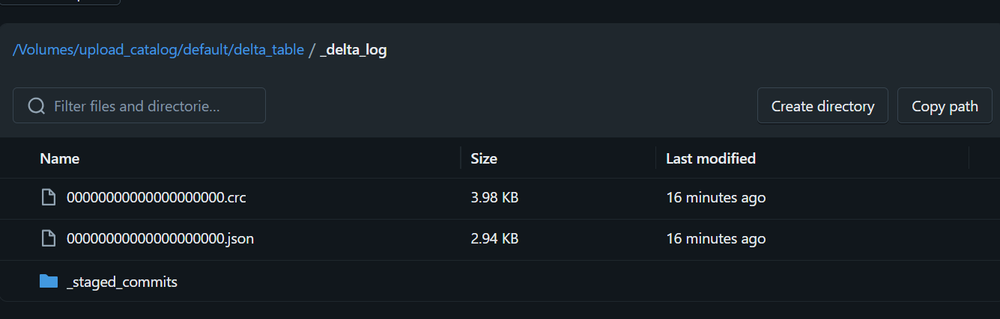 /Volumes/upload_catalog/default/delta_table / _delta_log
Filter files and directorie...
Create directory
Copy path
Name Size Last modified
00000000000000000000.crc 3.98 KB 16 minutes ago
00000000000000000000.json 2.94 KB 16 minutes ago
_staged_commits